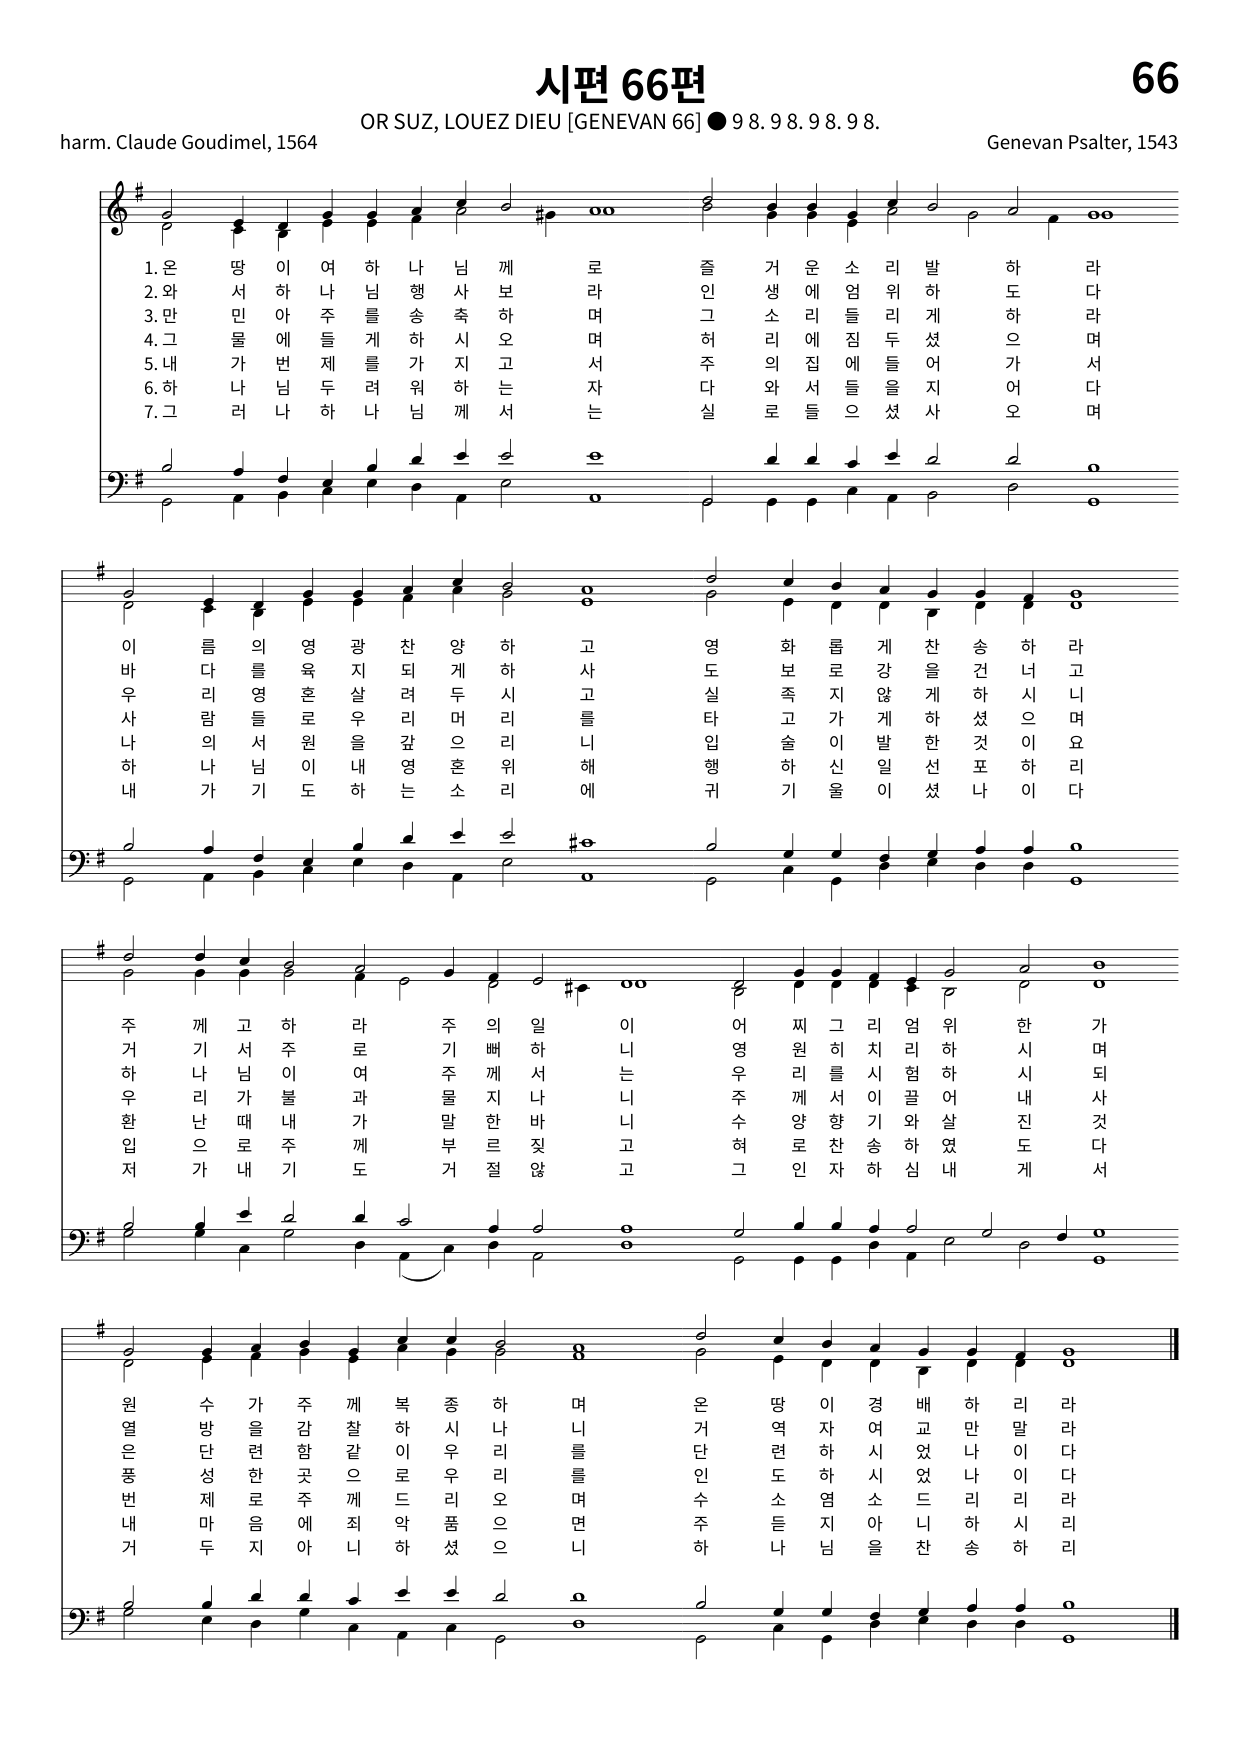 시편 66편
66
OR SUZ, LOUEZ DIEU [GENEVAN 66] ● 9 8. 9 8. 9 8. 9 8.
harm. Claude Goudimel, 1564
Genevan Psalter, 1543
1. 온 땅 이 여 하 나 님 께 로 즐 거 운 소 리 발 하 라
2. 와 서 하 나 님 행 사 보 라 인 생 에 엄 위 하 도 다
3. 만 민 아 주 를 송 축 하 며 그 소 리 들 리 게 하 라
4. 그 물 에 들 게 하 시 오 며 허 리 에 짐 두 셨 으 며
5. 내 가 번 제 를 가 지 고 서 주 의 집 에 들 어 가 서
6. 하 나 님 두 려 워 하 는 자 다 와 서 들 을 지 어 다
7. 그 러 나 하 나 님 께 서 는 실 로 들 으 셨 사 오 며
이 름 의 영 광 찬 양 하 고 영 화 롭 게 찬 송 하 라
바 다 를 육 지 되 게 하 사 도 보 로 강 을 건 너 고
우 리 영 혼 살 려 두 시 고 실 족 지 않 게 하 시 니
사 람 들 로 우 리 머 리 를 타 고 가 게 하 셨 으 며
나 의 서 원 을 갚 으 리 니 입 술 이 발 한 것 이 요
하 나 님 이 내 영 혼 위 해 행 하 신 일 선 포 하 리
내 가 기 도 하 는 소 리 에 귀 기 울 이 셨 나 이 다
주 께 고 하 라 주 의 일 이 어 찌 그 리 엄 위 한 가
거 기 서 주 로 기 뻐 하 니 영 원 히 치 리 하 시 며
하 나 님 이 여 주 께 서 는 우 리 를 시 험 하 시 되
우 리 가 불 과 물 지 나 니 주 께 서 이 끌 어 내 사
환 난 때 내 가 말 한 바 니 수 양 향 기 와 살 진 것
입 으 로 주 께 부 르 짖 고 혀 로 찬 송 하 였 도 다
저 가 내 기 도 거 절 않 고 그 인 자 하 심 내 게 서
원 수 가 주 께 복 종 하 며 온 땅 이 경 배 하 리 라
열 방 을 감 찰 하 시 나 니 거 역 자 여 교 만 말 라
은 단 련 함 같 이 우 리 를 단 련 하 시 었 나 이 다
풍 성 한 곳 으 로 우 리 를 인 도 하 시 었 나 이 다
번 제 로 주 께 드 리 오 며 수 소 염 소 드 리 리 라
내 마 음 에 죄 악 품 으 면 주 듣 지 아 니 하 시 리
거 두 지 아 니 하 셨 으 니 하 나 님 을 찬 송 하 리